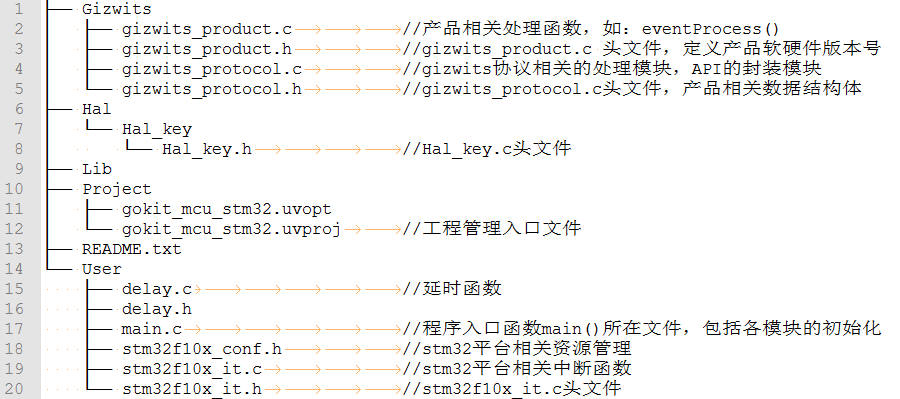 1 ├── Gizwits
2 │   ├── gizwits_product.c //产品相关处理函数，如：eventProcess()
3 │   ├── gizwits_product.h //gizwits_product.c 头文件，定义产品软硬件版本号
4 │   ├── gizwits_protocol.c //gizwits协议相关的处理模块，API的封装模块
5 │   └── gizwits_protocol.h //gizwits_protocol.c头文件，产品相关数据结构体
6 ├── Hal
7 │   └── Hal_key
8 │       └── Hal_key.h //Hal_key.c头文件
9 ├── Lib
10 ├── Project
11 │   ├── gokit_mcu_stm32.uvopt
12 │   └── gokit_mcu_stm32.uvproj //工程管理入口文件
13 ├── README.txt
14 └── User
15     ├── delay.c //延时函数
16     ├── delay.h
17     ├── main.c //程序入口函数main()所在文件，包括各模块的初始化
18     ├── stm32f10x_conf.h //stm32平台相关资源管理
19     ├── stm32f10x_it.c //stm32平台相关中断函数
20     └── stm32f10x_it.h //stm32f10x_it.c头文件